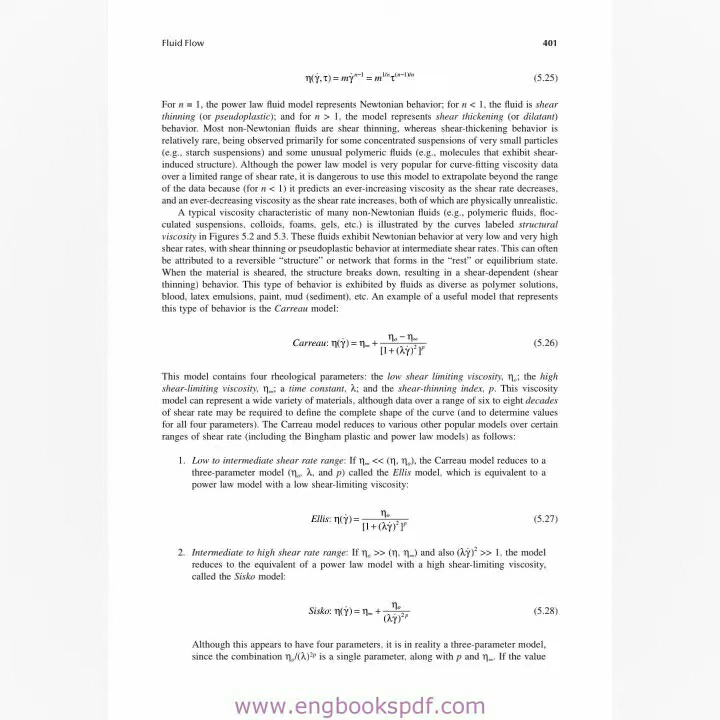 Fluid Flow 401
η(γ̇, τ) = mγ̇ⁿ⁻¹ = m¹/ⁿτ⁽ⁿ⁻¹⁾/ⁿ (5.25)
For n = 1, the power law fluid model represents Newtonian behavior; for n < 1, the fluid is shear
thinning (or pseudoplastic); and for n > 1, the model represents shear thickening (or dilatant)
behavior. Most non-Newtonian fluids are shear thinning, whereas shear-thickening behavior is
relatively rare, being observed primarily for some concentrated suspensions of very small particles
(e.g., starch suspensions) and some unusual polymeric fluids (e.g., molecules that exhibit shear-
induced structure). Although the power law model is very popular for curve-fitting viscosity data
over a limited range of shear rate, it is dangerous to use this model to extrapolate beyond the range
of the data because (for n < 1) it predicts an ever-increasing viscosity as the shear rate decreases,
and an ever-decreasing viscosity as the shear rate increases, both of which are physically unrealistic.
A typical viscosity characteristic of many non-Newtonian fluids (e.g., polymeric fluids, floc-
culated suspensions, colloids, foams, gels, etc.) is illustrated by the curves labeled structural
viscosity in Figures 5.2 and 5.3. These fluids exhibit Newtonian behavior at very low and very high
shear rates, with shear thinning or pseudoplastic behavior at intermediate shear rates. This can often
be attributed to a reversible “structure” or network that forms in the “rest” or equilibrium state.
When the material is sheared, the structure breaks down, resulting in a shear-dependent (shear
thinning) behavior. This type of behavior is exhibited by fluids as diverse as polymer solutions,
blood, latex emulsions, paint, mud (sediment), etc. An example of a useful model that represents
this type of behavior is the Carreau model:
Carreau: η(γ̇) = η∞ + (ηₒ − η∞)/[1 + (λγ̇)²]ᵖ (5.26)
This model contains four rheological parameters: the low shear limiting viscosity, ηₒ; the high
shear-limiting viscosity, η∞; a time constant, λ; and the shear-thinning index, p. This viscosity
model can represent a wide variety of materials, although data over a range of six to eight decades
of shear rate may be required to define the complete shape of the curve (and to determine values
for all four parameters). The Carreau model reduces to various other popular models over certain
ranges of shear rate (including the Bingham plastic and power law models) as follows:
1. Low to intermediate shear rate range: If η∞ << (η, ηₒ), the Carreau model reduces to a
three-parameter model (ηₒ, λ, and p) called the Ellis model, which is equivalent to a
power law model with a low shear-limiting viscosity:
Ellis: η(γ̇) = ηₒ/[1 + (λγ̇)²]ᵖ (5.27)
2. Intermediate to high shear rate range: If ηₒ >> (η, η∞) and also (λγ̇)² >> 1, the model
reduces to the equivalent of a power law model with a high shear-limiting viscosity,
called the Sisko model:
Sisko: η(γ̇) = η∞ + ηₒ/(λγ̇)²ᵖ (5.28)
Although this appears to have four parameters, it is in reality a three-parameter model,
since the combination ηₒ/(λ)²ᵖ is a single parameter, along with p and η∞. If the value
www.engbookspdf.com